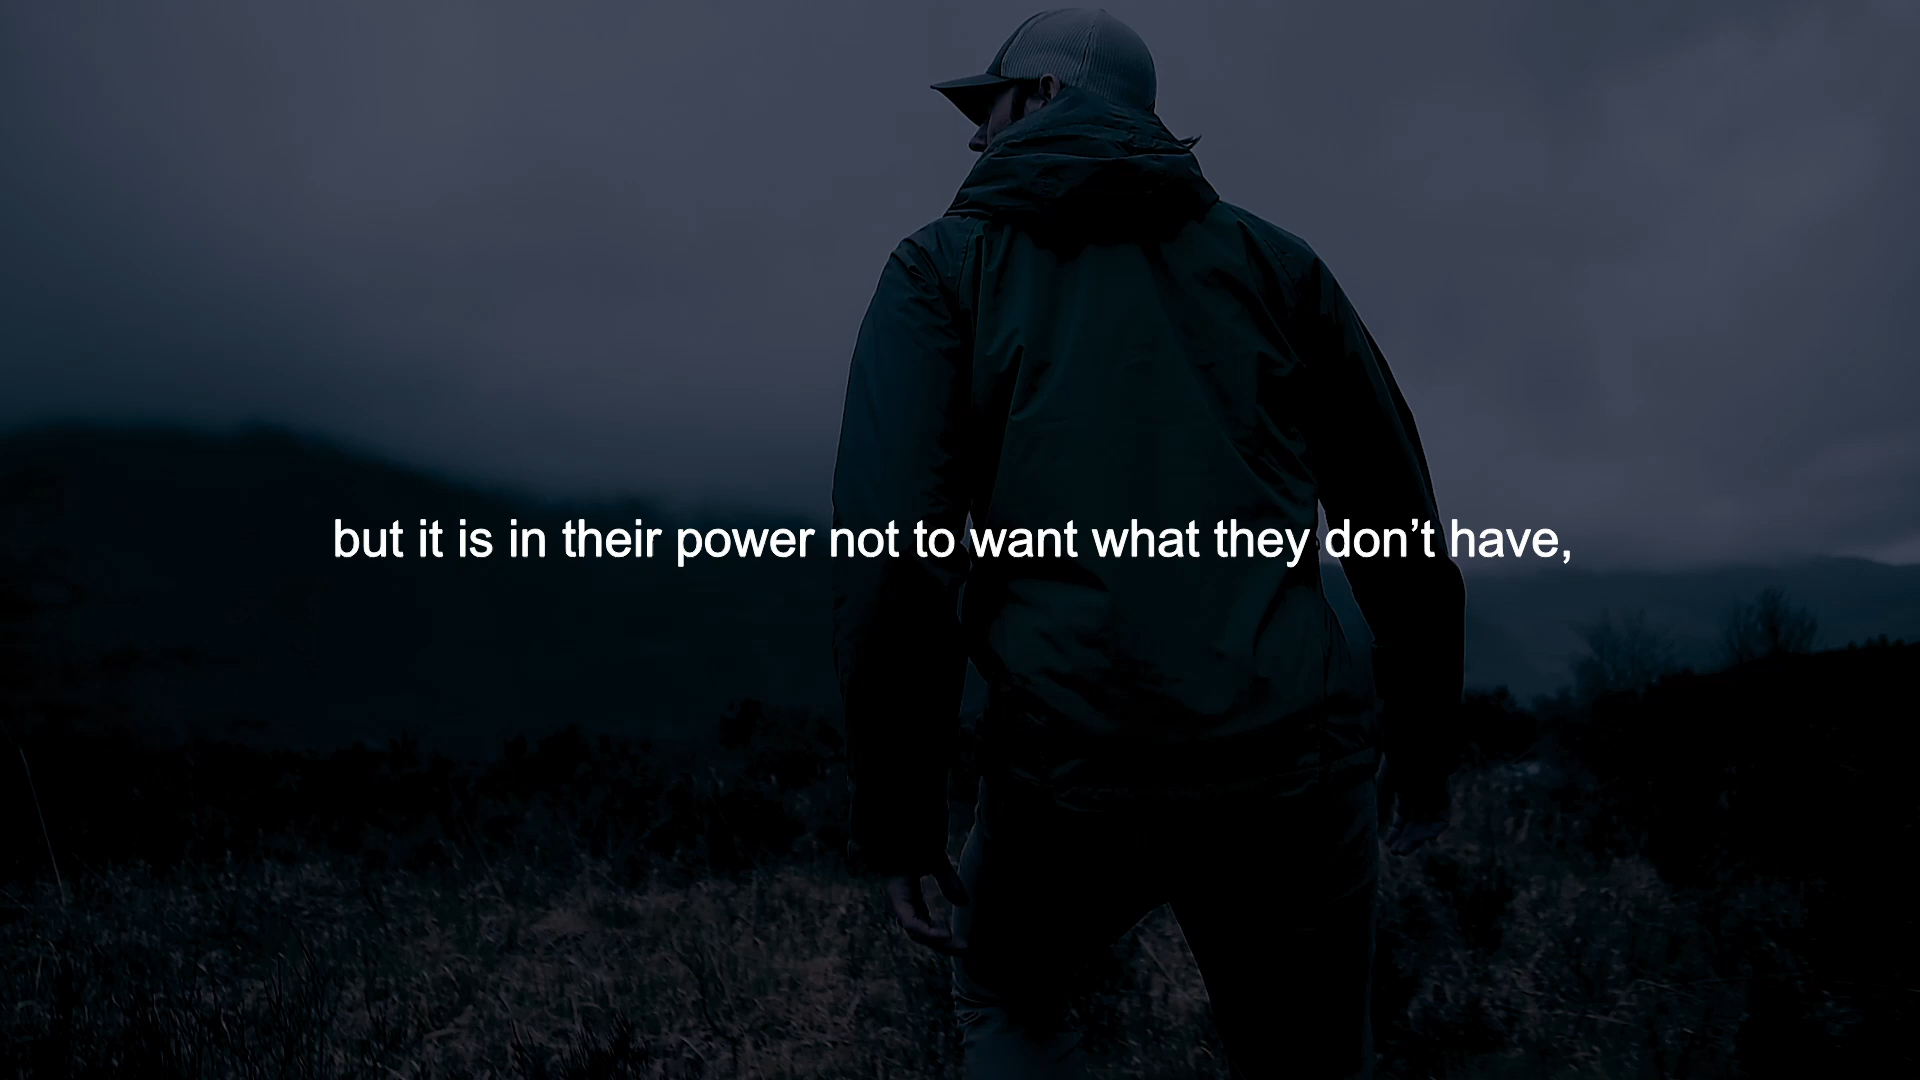 but it is in their power not to want what they don’t have,